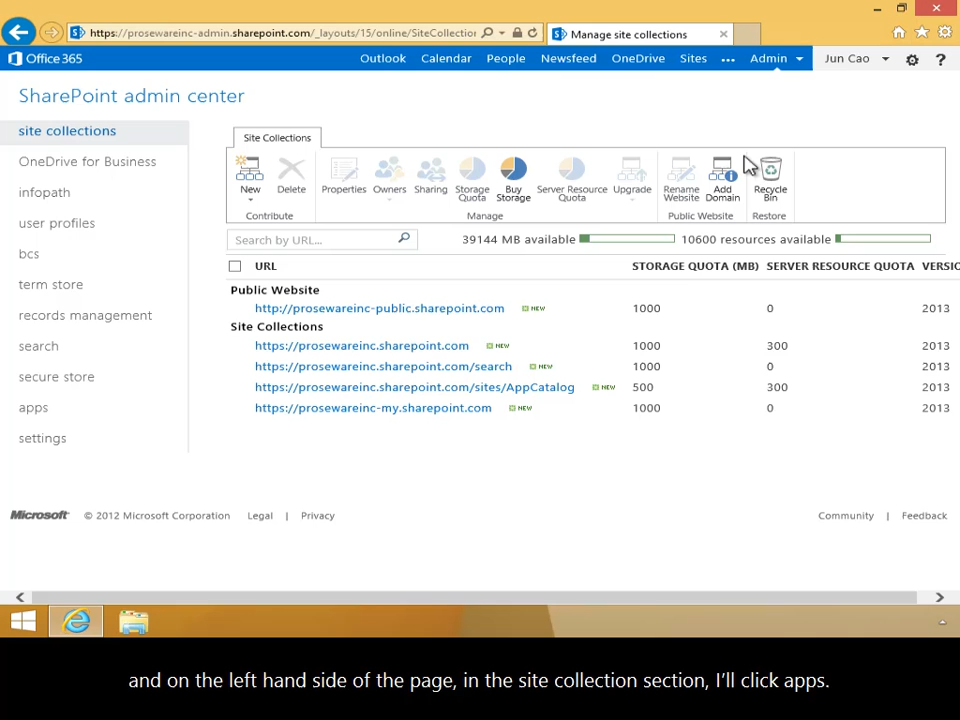 https://prosewareinc-admin.sharepoint.com/_layouts/15/online/SiteCollection
Manage site collections
Office 365
Outlook Calendar People Newsfeed OneDrive Sites ••• Admin Jun Cao ?
SharePoint admin center
site collections
OneDrive for Business
infopath
user profiles
bcs
term store
records management
search
secure store
apps
settings
Site Collections
New Delete Properties Owners Sharing Storage Quota Buy Storage Server Resource Quota Upgrade Rename Website Add Domain Recycle Bin
Contribute Manage Public Website Restore
Search by URL... 39144 MB available 10600 resources available
URL STORAGE QUOTA (MB) SERVER RESOURCE QUOTA VERSIO
Public Website
http://prosewareinc-public.sharepoint.com NEW 1000 0 2013
Site Collections
https://prosewareinc.sharepoint.com NEW 1000 300 2013
https://prosewareinc.sharepoint.com/search NEW 1000 0 2013
https://prosewareinc.sharepoint.com/sites/AppCatalog NEW 500 300 2013
https://prosewareinc-my.sharepoint.com NEW 1000 0 2013
Microsoft © 2012 Microsoft Corporation Legal | Privacy Community | Feedback
and on the left hand side of the page, in the site collection section, I’ll click apps.